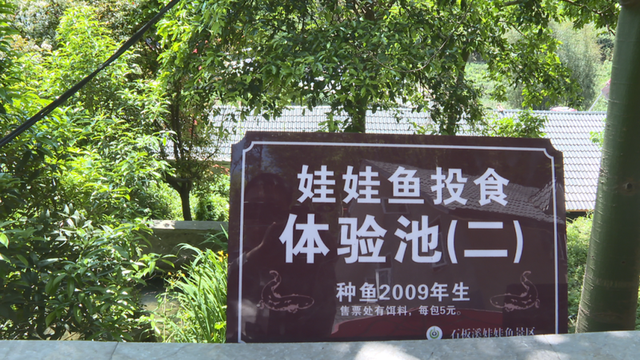 娃娃鱼投食
体验池(二)
种鱼2009年生
售票处有饵料，每包5元。
石板溪娃娃鱼景区